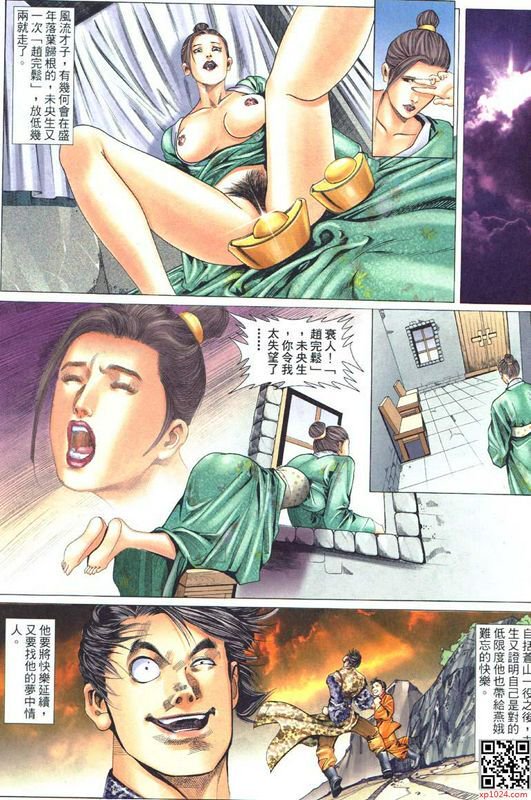 風流才子，有幾何會在盛
年落葉歸根的，未央生又
一次「趙完鬆」，放低幾
兩就走了。
衰人！「
趙完鬆」
，未央生
，你令我
太失望了
………
自括蒼山一役之後，
生又證明自己是對的
低限度他也帶給燕娥
難忘的快樂。
他要將快樂延續，
又要找他的夢中情
人。
xp1024.com